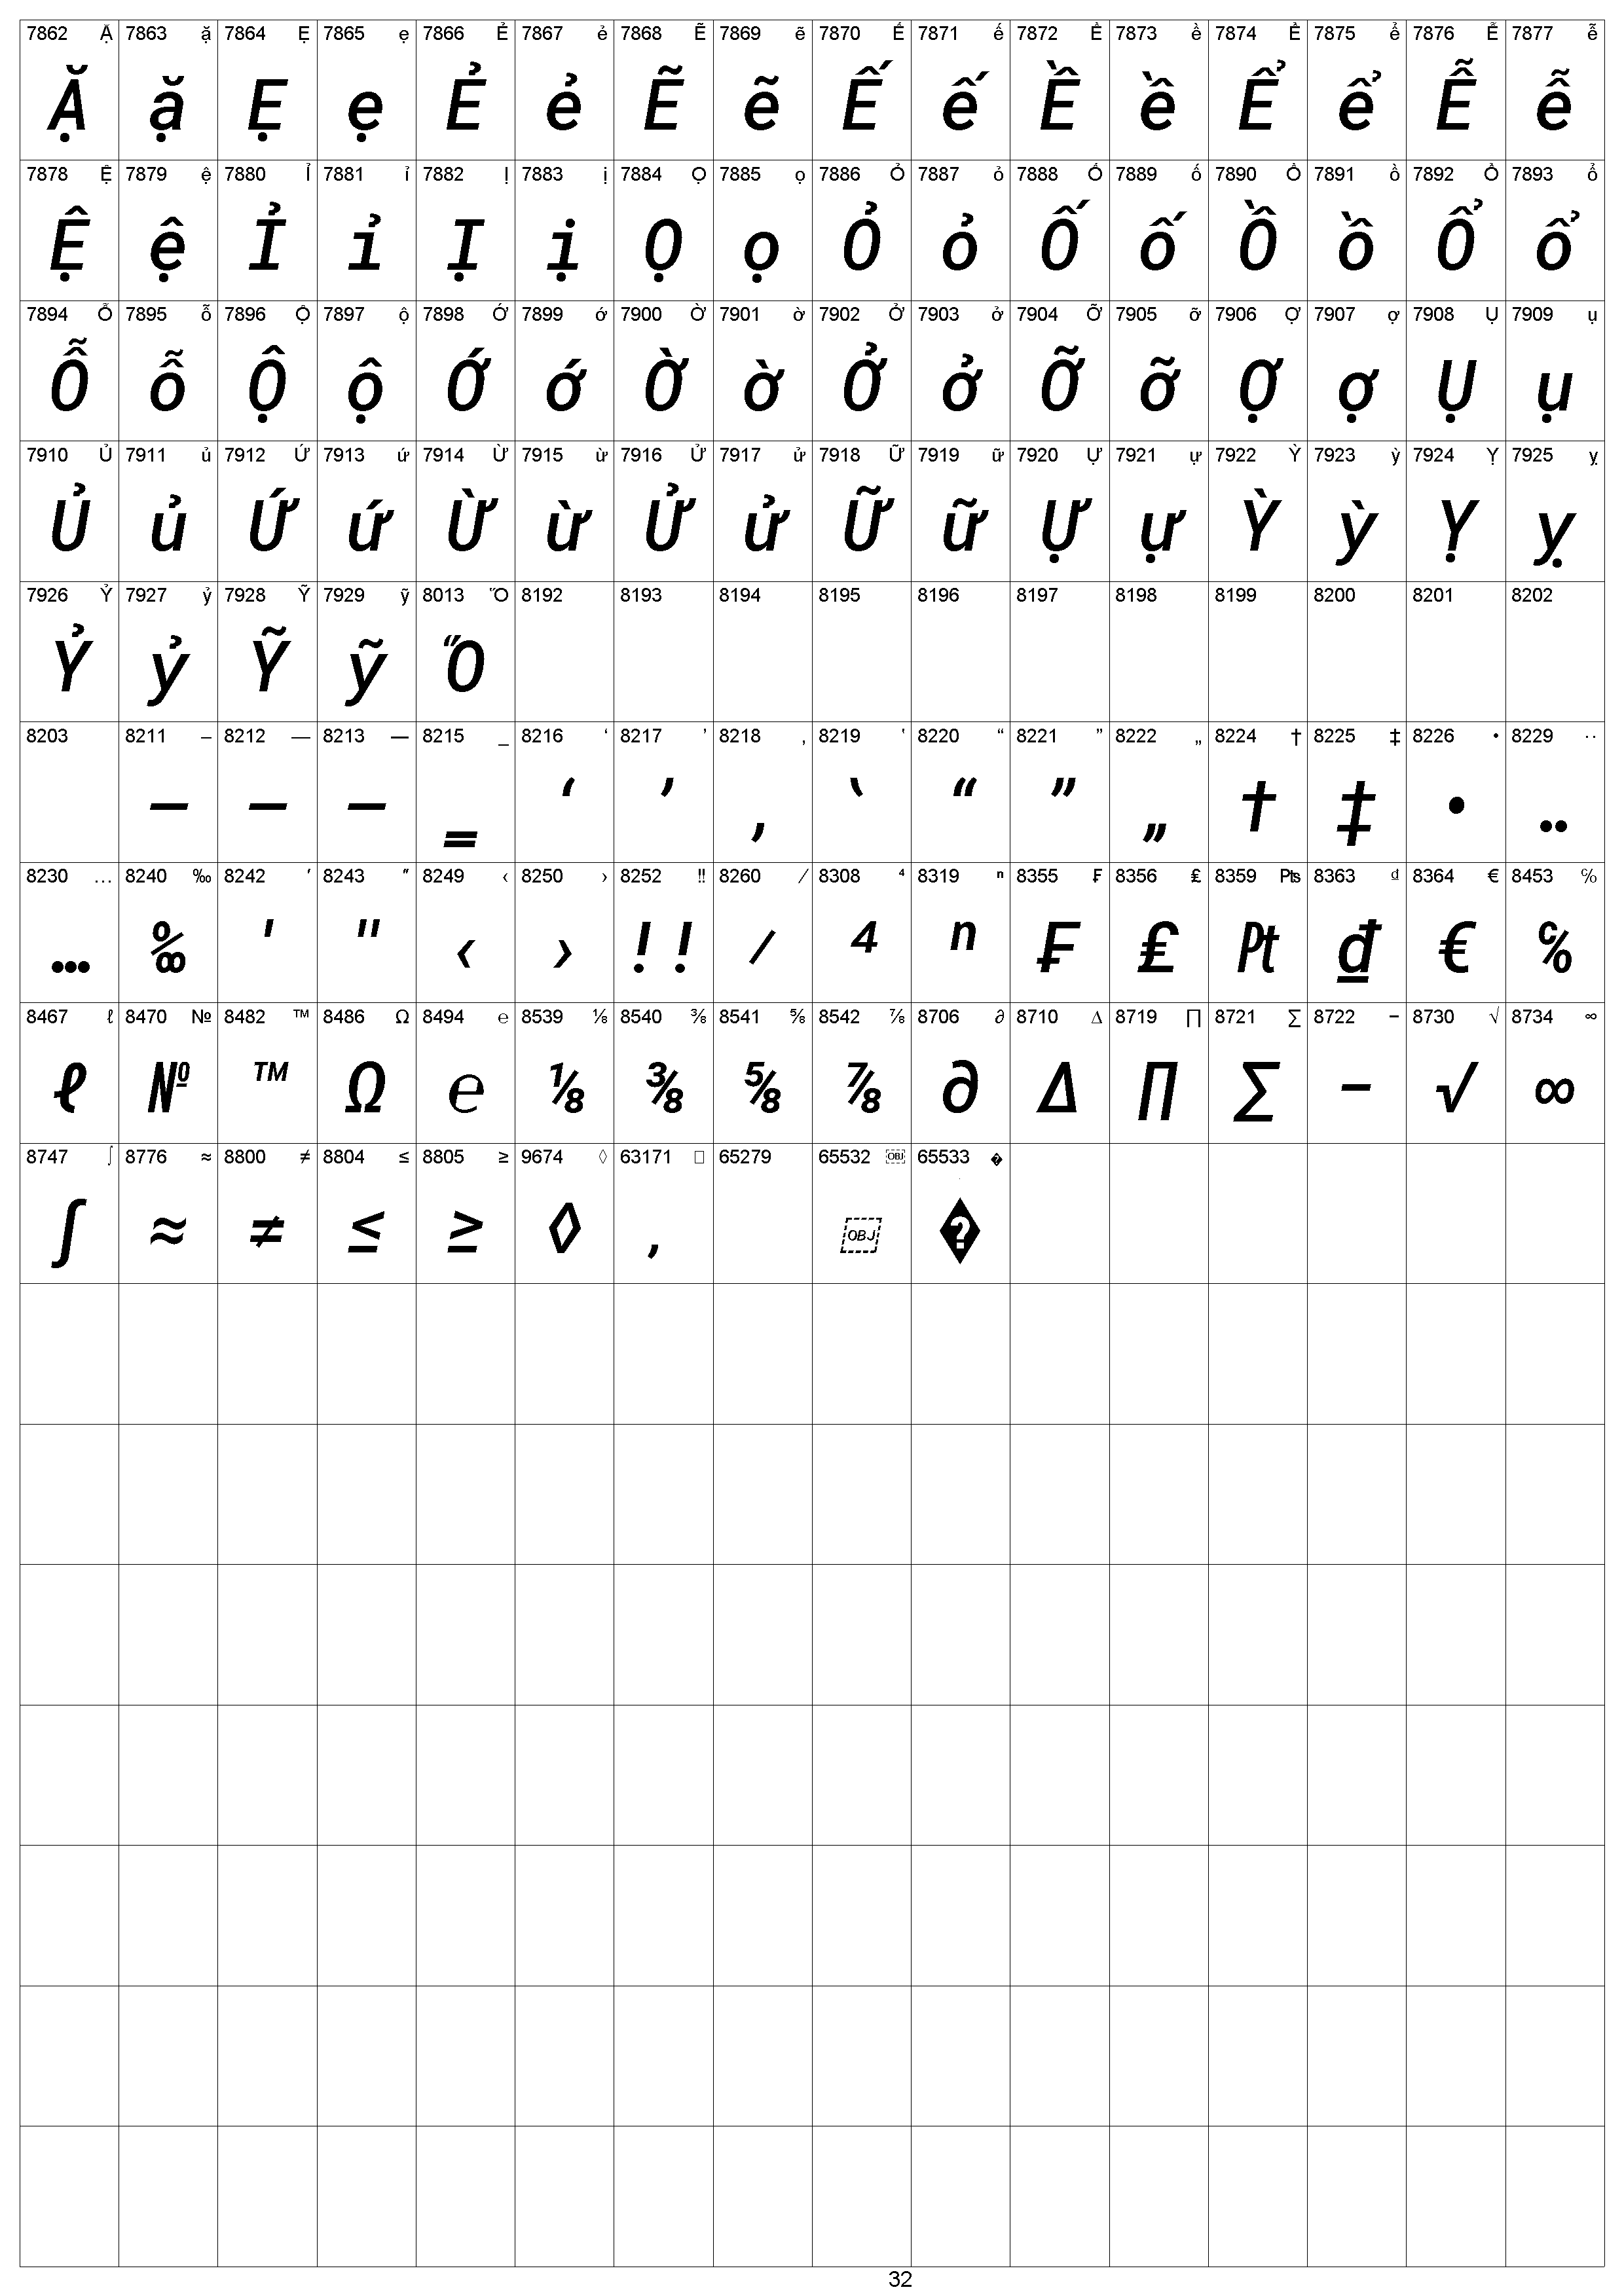 7862 Ặ 7863 ặ 7864 Ẹ 7865 ẹ 7866 Ẻ 7867 ẻ 7868 Ẽ 7869 ẽ 7870 Ế 7871 ế 7872 Ề 7873 ề 7874 Ể 7875 ể 7876 Ễ 7877 ễ
Ặ ặ Ẹ ẹ Ẻ ẻ Ẽ ẽ Ế ế Ề ề Ể ể Ễ ễ
7878 Ệ 7879 ệ 7880 Ỉ 7881 ỉ 7882 Ị 7883 ị 7884 Ọ 7885 ọ 7886 Ỏ 7887 ỏ 7888 Ố 7889 ố 7890 Ồ 7891 ồ 7892 Ổ 7893 ổ
Ệ ệ Ỉ ỉ Ị ị Ọ ọ Ỏ ỏ Ố ố Ồ ồ Ổ ổ
7894 Ỗ 7895 ỗ 7896 Ộ 7897 ộ 7898 Ớ 7899 ớ 7900 Ờ 7901 ờ 7902 Ở 7903 ở 7904 Ỡ 7905 ỡ 7906 Ợ 7907 ợ 7908 Ụ 7909 ụ
Ỗ ỗ Ộ ộ Ớ ớ Ờ ờ Ở ở Ỡ ỡ Ợ ợ Ụ ụ
7910 Ủ 7911 ủ 7912 Ứ 7913 ứ 7914 Ừ 7915 ừ 7916 Ử 7917 ử 7918 Ữ 7919 ữ 7920 Ự 7921 ự 7922 Ỳ 7923 ỳ 7924 Ỵ 7925 ỵ
Ủ ủ Ứ ứ Ừ ừ Ử ử Ữ ữ Ự ự Ỳ ỳ Ỵ ỵ
7926 Ỷ 7927 ỷ 7928 Ỹ 7929 ỹ 8013 Ὅ 8192 8193 8194 8195 8196 8197 8198 8199 8200 8201 8202
Ỷ ỷ Ỹ ỹ Ὅ
8203 8211 – 8212 — 8213 ― 8215 ‗ 8216 ‘ 8217 ’ 8218 ‚ 8219 ‛ 8220 “ 8221 ” 8222 „ 8224 † 8225 ‡ 8226 • 8229 ‥
– — ― ‗ ‘ ’ ‚ ‛ “ ” „ † ‡ • ‥
8230 … 8240 ‰ 8242 ′ 8243 ″ 8249 ‹ 8250 › 8252 ‼ 8260 ⁄ 8308 ⁴ 8319 ⁿ 8355 ₣ 8356 ₤ 8359 ₧ 8363 ₫ 8364 € 8453 ℅
… ‰ ′ ″ ‹ › ‼ ⁄ ⁴ ⁿ ₣ ₤ ₧ ₫ € ℅
8467 ℓ 8470 № 8482 ™ 8486 Ω 8494 ℮ 8539 ⅛ 8540 ⅜ 8541 ⅝ 8542 ⅞ 8706 ∂ 8710 ∆ 8719 ∏ 8721 ∑ 8722 − 8730 √ 8734 ∞
ℓ № ™ Ω ℮ ⅛ ⅜ ⅝ ⅞ ∂ ∆ ∏ ∑ − √ ∞
8747 ∫ 8776 ≈ 8800 ≠ 8804 ≤ 8805 ≥ 9674 ◊ 63171 65279 65532 OBJ 65533 �
∫ ≈ ≠ ≤ ≥ ◊ , OBJ �
32